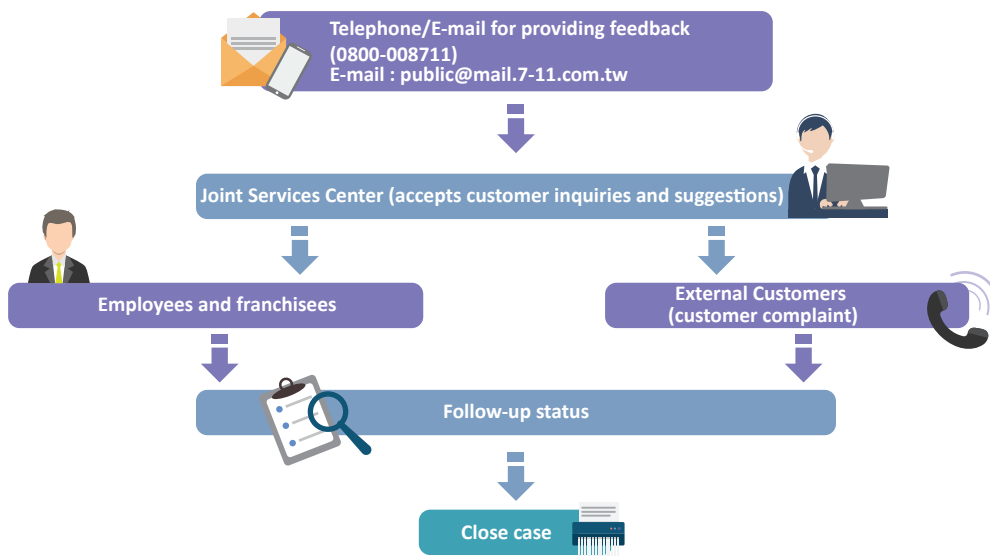 Telephone/E-mail for providing feedback
(0800-008711)
E-mail : public@mail.7-11.com.tw
Joint Services Center (accepts customer inquiries and suggestions)
Employees and franchisees
External Customers
(customer complaint)
Follow-up status
Close case